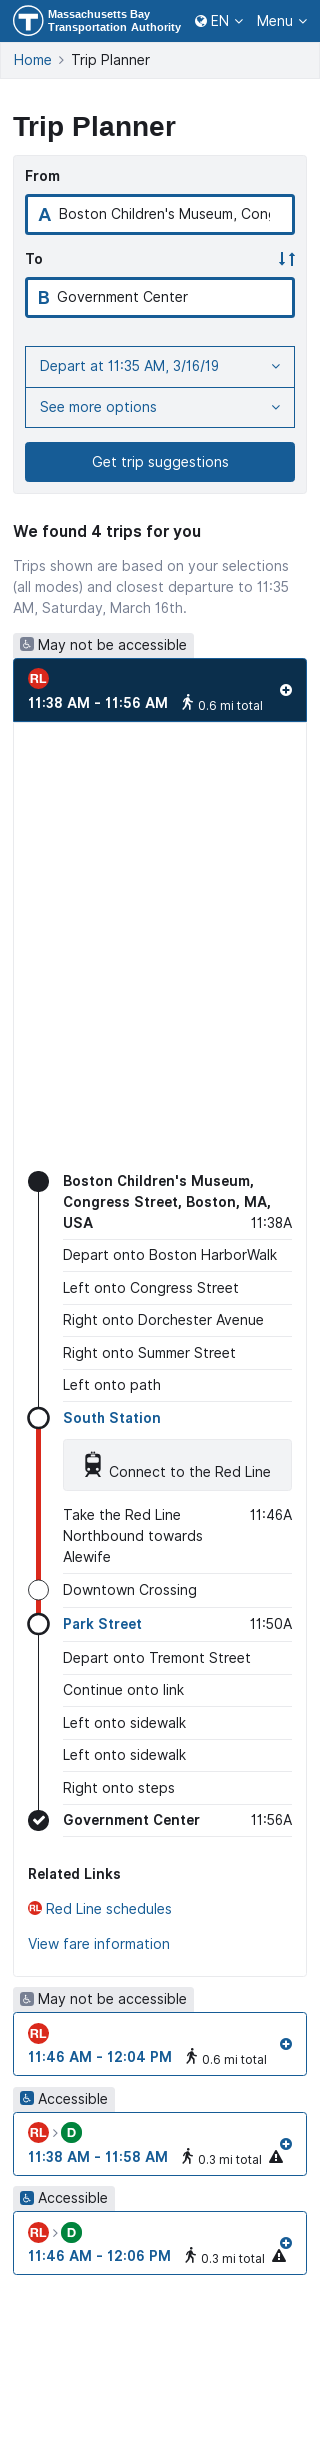 Massachusetts Bay
Transportation Authority
EN
Menu
Home > Trip Planner
Trip Planner
From
A Boston Children's Museum, Cong
To
B Government Center
Depart at 11:35 AM, 3/16/19
See more options
Get trip suggestions
We found 4 trips for you
Trips shown are based on your selections
(all modes) and closest departure to 11:35
AM, Saturday, March 16th.
May not be accessible
RL
11:38 AM - 11:56 AM 0.6 mi total
Boston Children's Museum,
Congress Street, Boston, MA,
USA 11:38A
Depart onto Boston HarborWalk
Left onto Congress Street
Right onto Dorchester Avenue
Right onto Summer Street
Left onto path
South Station
Connect to the Red Line
Take the Red Line 11:46A
Northbound towards
Alewife
Downtown Crossing
Park Street 11:50A
Depart onto Tremont Street
Continue onto link
Left onto sidewalk
Left onto sidewalk
Right onto steps
Government Center 11:56A
Related Links
RL Red Line schedules
View fare information
May not be accessible
RL
11:46 AM - 12:04 PM 0.6 mi total
Accessible
RL > D
11:38 AM - 11:58 AM 0.3 mi total
Accessible
RL > D
11:46 AM - 12:06 PM 0.3 mi total